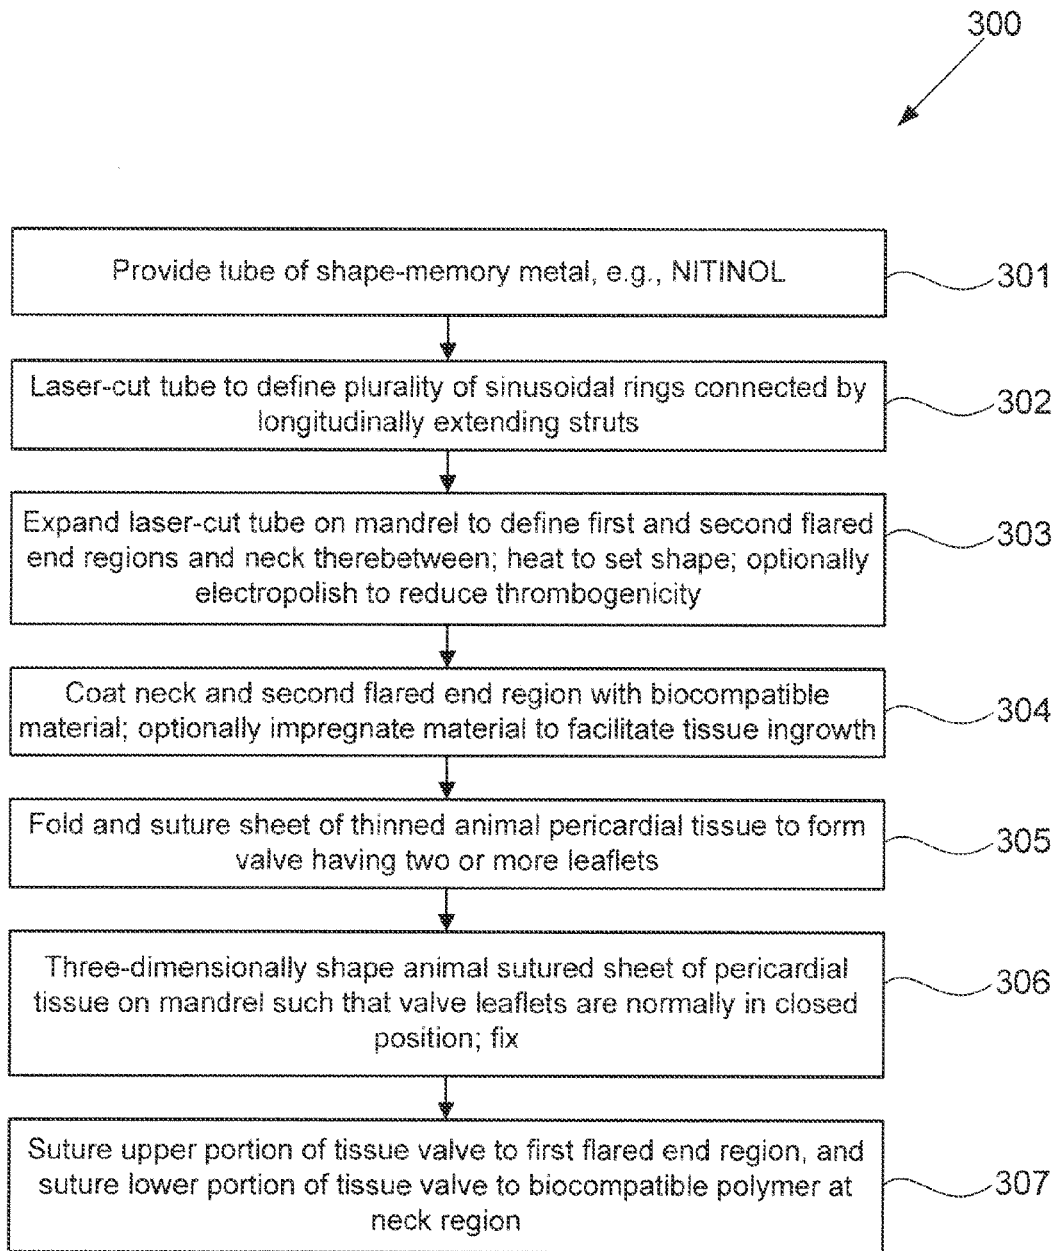 300
Provide tube of shape-memory metal, e.g., NITINOL
301
Laser-cut tube to define plurality of sinusoidal rings connected by
longitudinally extending struts
302
Expand laser-cut tube on mandrel to define first and second flared
end regions and neck therebetween; heat to set shape; optionally
electropolish to reduce thrombogenicity
303
Coat neck and second flared end region with biocompatible
material; optionally impregnate material to facilitate tissue ingrowth
304
Fold and suture sheet of thinned animal pericardial tissue to form
valve having two or more leaflets
305
Three-dimensionally shape animal sutured sheet of pericardial
tissue on mandrel such that valve leaflets are normally in closed
position; fix
306
Suture upper portion of tissue valve to first flared end region, and
suture lower portion of tissue valve to biocompatible polymer at
neck region
307